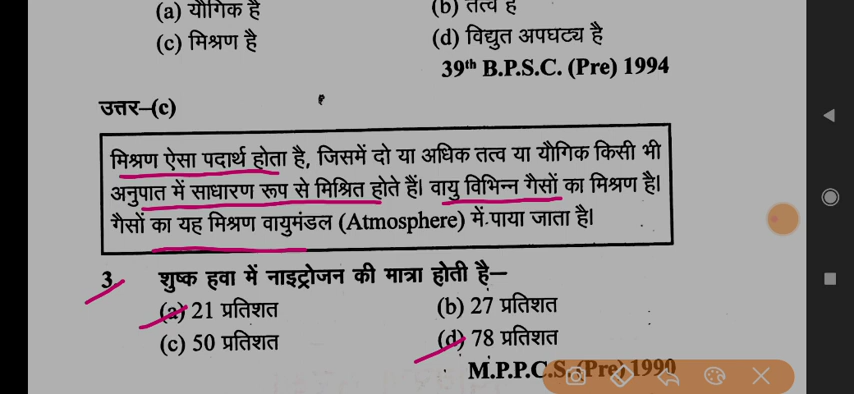 (a) यौगिक है (b) तत्व है
(c) मिश्रण है (d) विद्युत अपघट्य है
39th B.P.S.C. (Pre) 1994
उत्तर–(c)
मिश्रण ऐसा पदार्थ होता है, जिसमें दो या अधिक तत्व या यौगिक किसी भी
अनुपात में साधारण रूप से मिश्रित होते हैं। वायु विभिन्न गैसों का मिश्रण है।
गैसों का यह मिश्रण वायुमंडल (Atmosphere) में पाया जाता है।
3. शुष्क हवा में नाइट्रोजन की मात्रा होती है–
(a) 21 प्रतिशत (b) 27 प्रतिशत
(c) 50 प्रतिशत (d) 78 प्रतिशत
M.P.P.C.S. (Pre) 1990